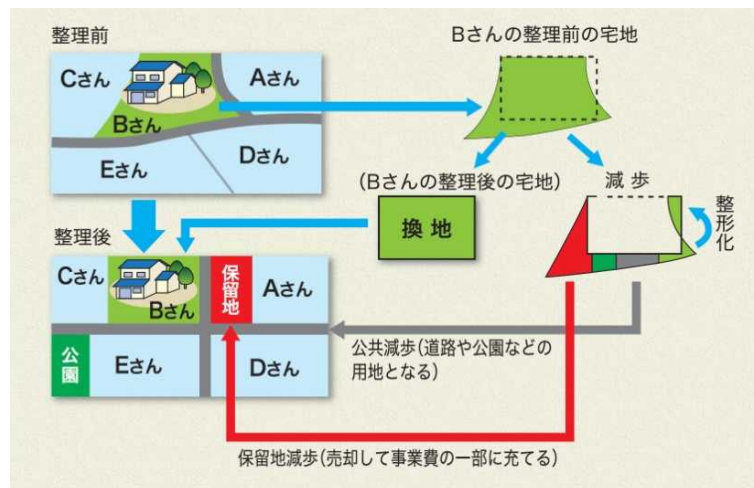 整理前
Cさん
Aさん
Bさん
Eさん
Dさん
Bさんの整理前の宅地
(Bさんの整理後の宅地)
換地
減歩
整形化
整理後
Cさん
Bさん
保留地
Aさん
公園
Eさん
Dさん
公共減歩(道路や公園などの
用地となる)
保留地減歩(売却して事業費の一部に充てる)